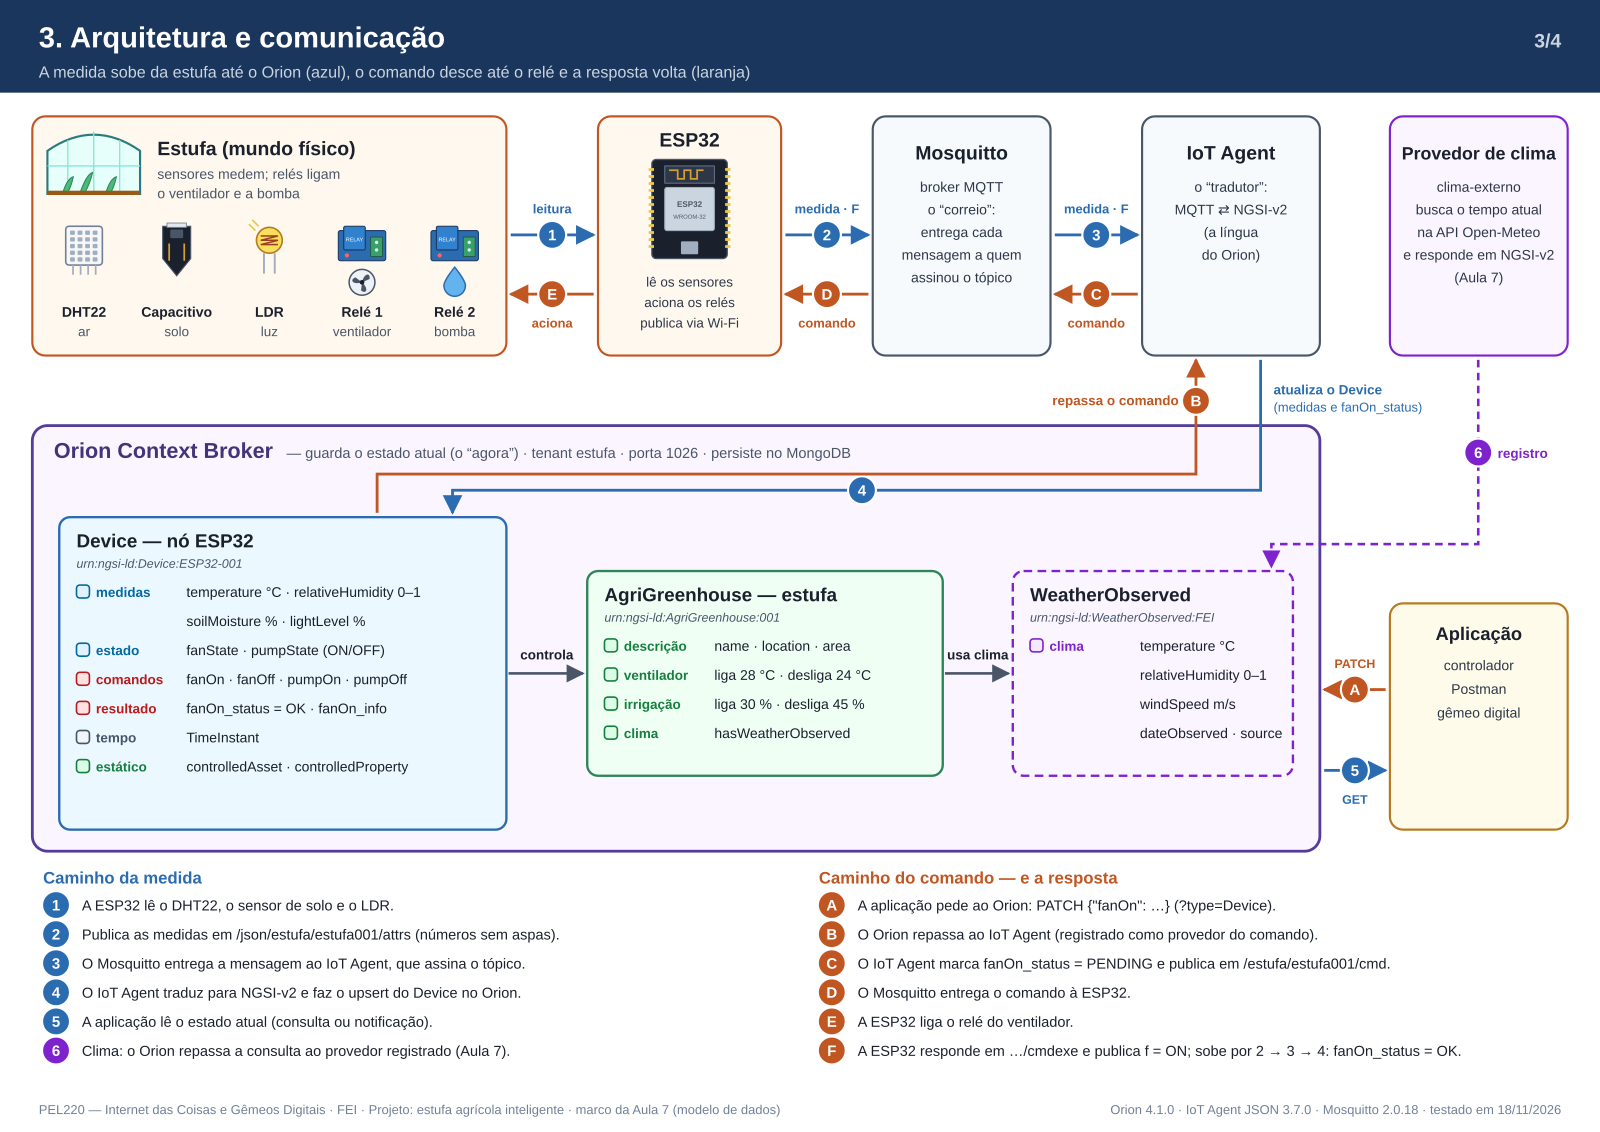 3. Arquitetura e comunicação
3/4
A medida sobe da estufa até o Orion (azul), o comando desce até o relé e a resposta volta (laranja)
Estufa (mundo físico)
sensores medem; relés ligam
o ventilador e a bomba
RELAY
RELAY
DHT22
ar
Capacitivo
solo
LDR
luz
Relé 1
ventilador
Relé 2
bomba
leitura
1
E
aciona
ESP32
ESP32
WROOM-32
lê os sensores
aciona os relés
publica via Wi-Fi
medida · F
2
D
comando
Mosquitto
broker MQTT
o “correio”:
entrega cada
mensagem a quem
assinou o tópico
medida · F
3
C
comando
IoT Agent
o “tradutor”:
MQTT ⇄ NGSI-v2
(a língua
do Orion)
Provedor de clima
clima-externo
busca o tempo atual
na API Open-Meteo
e responde em NGSI-v2
(Aula 7)
repassa o comando
B
atualiza o Device
(medidas e fanOn_status)
6
registro
Orion Context Broker
— guarda o estado atual (o “agora”) · tenant estufa · porta 1026 · persiste no MongoDB
4
Device — nó ESP32
urn:ngsi-ld:Device:ESP32-001
medidas temperature °C · relativeHumidity 0–1
soilMoisture % · lightLevel %
estado fanState · pumpState (ON/OFF)
comandos fanOn · fanOff · pumpOn · pumpOff
resultado fanOn_status = OK · fanOn_info
tempo TimeInstant
estático controlledAsset · controlledProperty
controla
AgriGreenhouse — estufa
urn:ngsi-ld:AgriGreenhouse:001
descrição name · location · area
ventilador liga 28 °C · desliga 24 °C
irrigação liga 30 % · desliga 45 %
clima hasWeatherObserved
usa clima
WeatherObserved
urn:ngsi-ld:WeatherObserved:FEI
clima temperature °C
relativeHumidity 0–1
windSpeed m/s
dateObserved · source
PATCH
A
5
GET
Aplicação
controlador
Postman
gêmeo digital
Caminho da medida
1 A ESP32 lê o DHT22, o sensor de solo e o LDR.
2 Publica as medidas em /json/estufa/estufa001/attrs (números sem aspas).
3 O Mosquitto entrega a mensagem ao IoT Agent, que assina o tópico.
4 O IoT Agent traduz para NGSI-v2 e faz o upsert do Device no Orion.
5 A aplicação lê o estado atual (consulta ou notificação).
6 Clima: o Orion repassa a consulta ao provedor registrado (Aula 7).
Caminho do comando — e a resposta
A A aplicação pede ao Orion: PATCH {"fanOn": …} (?type=Device).
B O Orion repassa ao IoT Agent (registrado como provedor do comando).
C O IoT Agent marca fanOn_status = PENDING e publica em /estufa/estufa001/cmd.
D O Mosquitto entrega o comando à ESP32.
E A ESP32 liga o relé do ventilador.
F A ESP32 responde em …/cmdexe e publica f = ON; sobe por 2 → 3 → 4: fanOn_status = OK.
PEL220 — Internet das Coisas e Gêmeos Digitais · FEI · Projeto: estufa agrícola inteligente · marco da Aula 7 (modelo de dados)
Orion 4.1.0 · IoT Agent JSON 3.7.0 · Mosquitto 2.0.18 · testado em 18/11/2026